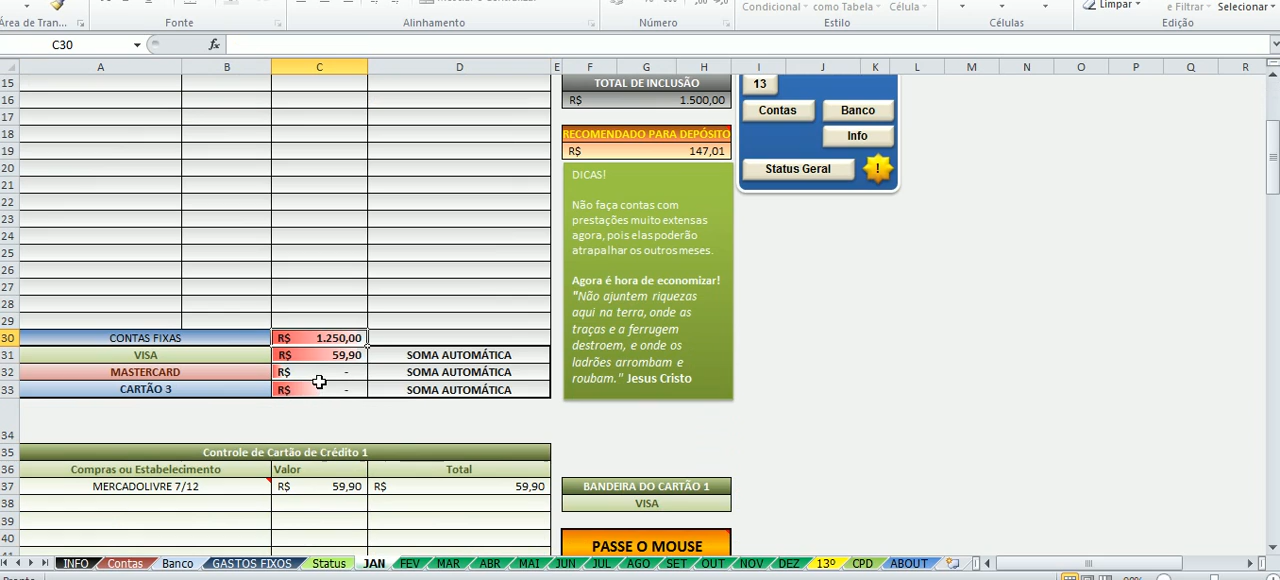 Condicional como Tabela Célula Limpar e Filtrar Selecionar
Área de Tran... Fonte Alinhamento Número Estilo Células Edição
C30 fx
A B C D E F G H I J K L M N O P Q R
15 TOTAL DE INCLUSÃO 13
16 R$ 1.500,00 Contas Banco
17
18 RECOMENDADO PARA DEPÓSITO Info
19 R$ 147,01
20 DICAS! Status Geral !
21
22 Não faça contas com
23 prestações muito extensas
24 agora, pois elas poderão
25 atrapalhar os outros meses.
26
27 Agora é hora de economizar!
28 "Não ajuntem riquezas
29 aqui na terra, onde as
30 CONTAS FIXAS R$ 1.250,00 traças e a ferrugem
31 VISA R$ 59,90 SOMA AUTOMÁTICA destroem, e onde os
32 MASTERCARD R$ - SOMA AUTOMÁTICA ladrões arrombam e
33 CARTÃO 3 R$ - SOMA AUTOMÁTICA roubam." Jesus Cristo
34
35 Controle de Cartão de Crédito 1
36 Compras ou Estabelecimento Valor Total
37 MERCADOLIVRE 7/12 R$ 59,90 R$ 59,90 BANDEIRA DO CARTÃO 1
38 VISA
39
40 PASSE O MOUSE
INFO Contas Banco GASTOS FIXOS Status JAN FEV MAR ABR MAI JUN JUL AGO SET OUT NOV DEZ 13º CPD ABOUT